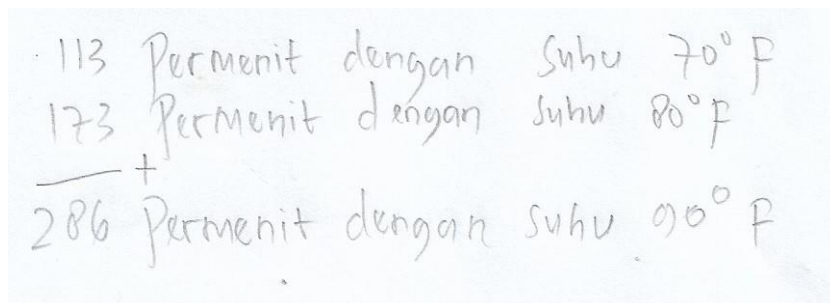 113 Permenit dengan suhu 70° F
173 Permenit dengan suhu 80° F
+
286 Permenit dengan suhu 90° F